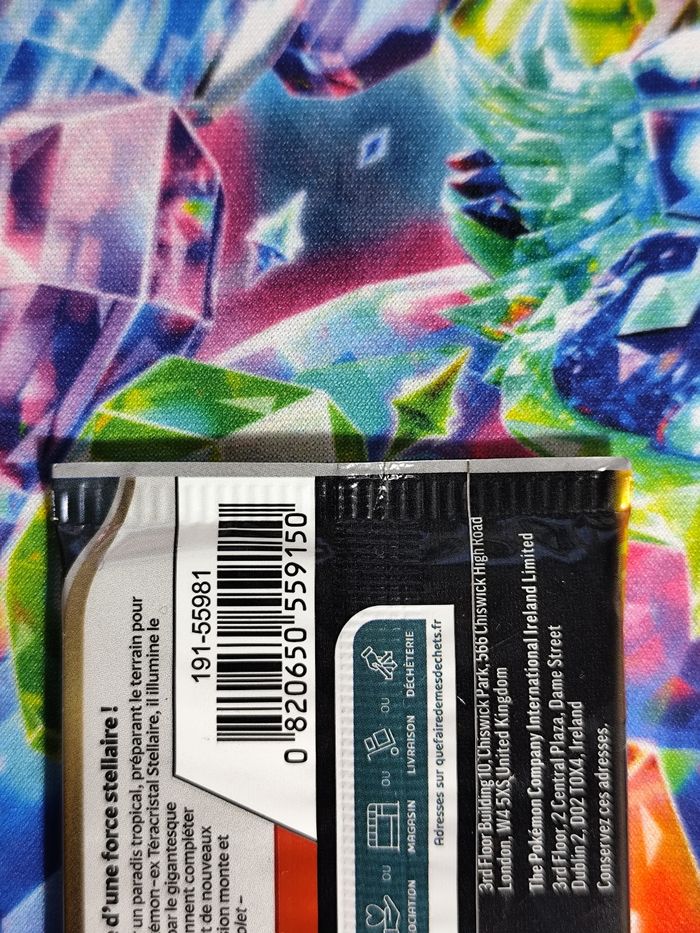 d'une force stellaire !
un paradis tropical, préparant le terrain pour
émon-ex Téracristal Stellaire, il illumine le
par le gigantesque
nnent compléter
t de nouveaux
sion monte et
191-55981
0 820650 559150
OU OU OU
OCIATION MAGASIN LIVRAISON DÉCHÈTERIE
Adresses sur quefairedemesdechets.fr
3rd Floor Building 10, Chiswick Park, 566 Chiswick High Road
London, W4 5XS United Kingdom
The Pokémon Company International Ireland Limited
3rd Floor, 2 Central Plaza, Dame Street
Dublin 2, D02 T0X4, Ireland
Conservez ces adresses.